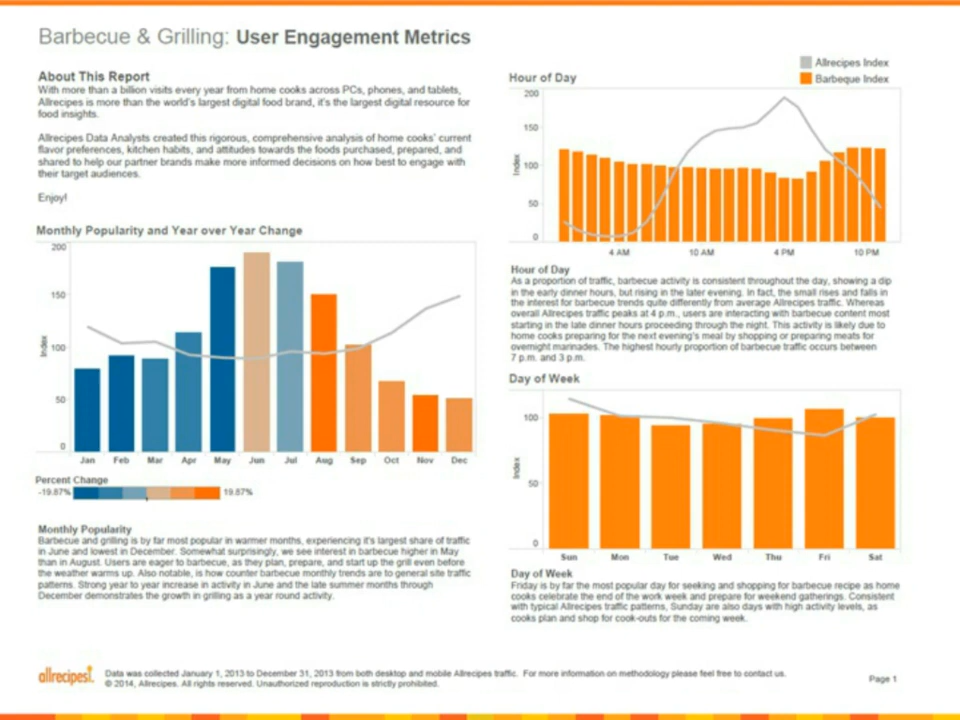 Barbecue & Grilling: User Engagement Metrics
About This Report
With more than a billion visits every year from home cooks across PCs, phones, and tablets,
Allrecipes is more than the world's largest digital food brand, it's the largest digital resource for
food insights.
Allrecipes Data Analysts created this rigorous, comprehensive analysis of home cooks' current
flavor preferences, kitchen habits, and attitudes towards the foods purchased, prepared, and
shared to help our partner brands make more informed decisions on how best to engage with
their target audiences.
Enjoy!
Monthly Popularity and Year over Year Change
200
150
100
50
0
Index
Jan Feb Mar Apr May Jun Jul Aug Sep Oct Nov Dec
Percent Change
-19.87% 19.87%
Monthly Popularity
Barbecue and grilling is by far most popular in warmer months, experiencing it's largest share of traffic
in June and lowest in December. Somewhat surprisingly, we see interest in barbecue higher in May
than in August. Users are eager to barbecue, as they plan, prepare, and start up the grill even before
the weather warms up. Also notable, is how counter barbecue monthly trends are to general site traffic
patterns. Strong year to year increase in activity in June and the late summer months through
December demonstrates the growth in grilling as a year round activity.
Allrecipes Index
Barbeque Index
Hour of Day
200
150
100
50
0
Index
4 AM 10 AM 4 PM 10 PM
Hour of Day
As a proportion of traffic, barbecue activity is consistent throughout the day, showing a dip
in the early dinner hours, but rising in the later evening. In fact, the small rises and falls in
the interest for barbecue trends quite differently from average Allrecipes traffic. Whereas
overall Allrecipes traffic peaks at 4 p.m., users are interacting with barbecue content most
starting in the late dinner hours proceeding through the night. This activity is likely due to
home cooks preparing for the next evening's meal by shopping or preparing meats for
overnight marinades. The highest hourly proportion of barbecue traffic occurs between
7 p.m. and 3 p.m.
Day of Week
100
50
0
Index
Sun Mon Tue Wed Thu Fri Sat
Day of Week
Friday is by far the most popular day for seeking and shopping for barbecue recipe as home
cooks celebrate the end of the work week and prepare for weekend gatherings. Consistent
with typical Allrecipes traffic patterns, Sunday are also days with high activity levels, as
cooks plan and shop for cook-outs for the coming week.
allrecipes!.
Data was collected January 1, 2013 to December 31, 2013 from both desktop and mobile Allrecipes traffic. For more information on methodology please feel free to contact us.
© 2014, Allrecipes. All rights reserved. Unauthorized reproduction is strictly prohibited.
Page 1